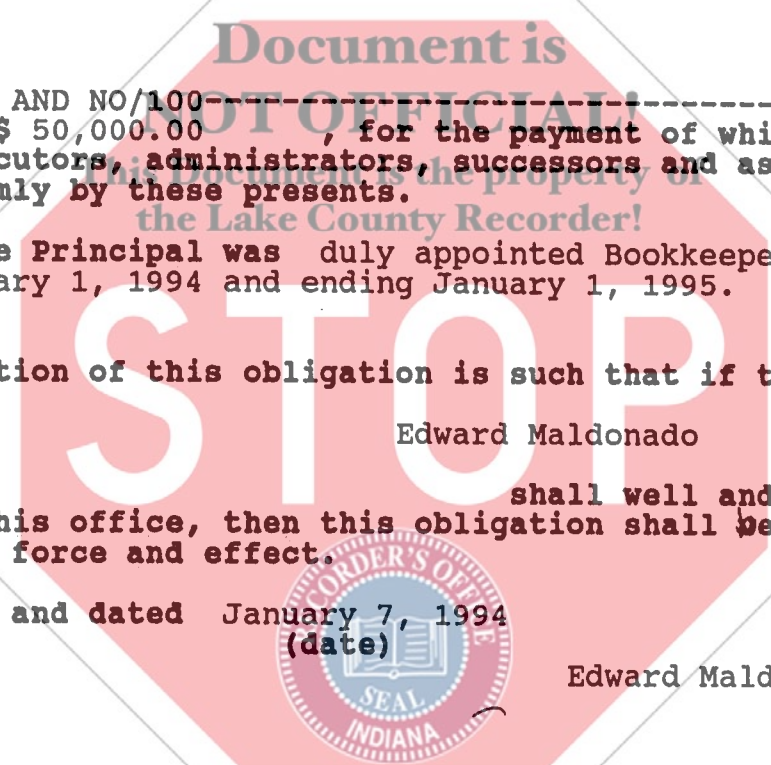 Document is
AND NO/100-----------------------------
NOT OFFICIAL!
$ 50,000.00 , for the payment of whi
cutors, administrators, successors and as
This Document is the property of
mly by these presents.
the Lake County Recorder!
e Principal was duly appointed Bookkeepe
ary 1, 1994 and ending January 1, 1995.
STOP
tion of this obligation is such that if t
Edward Maldonado
shall well and
his office, then this obligation shall be
force and effect.
RECORDER'S OFFICE
and dated January 7, 1994
(date)
Edward Mald
SEAL
INDIANA